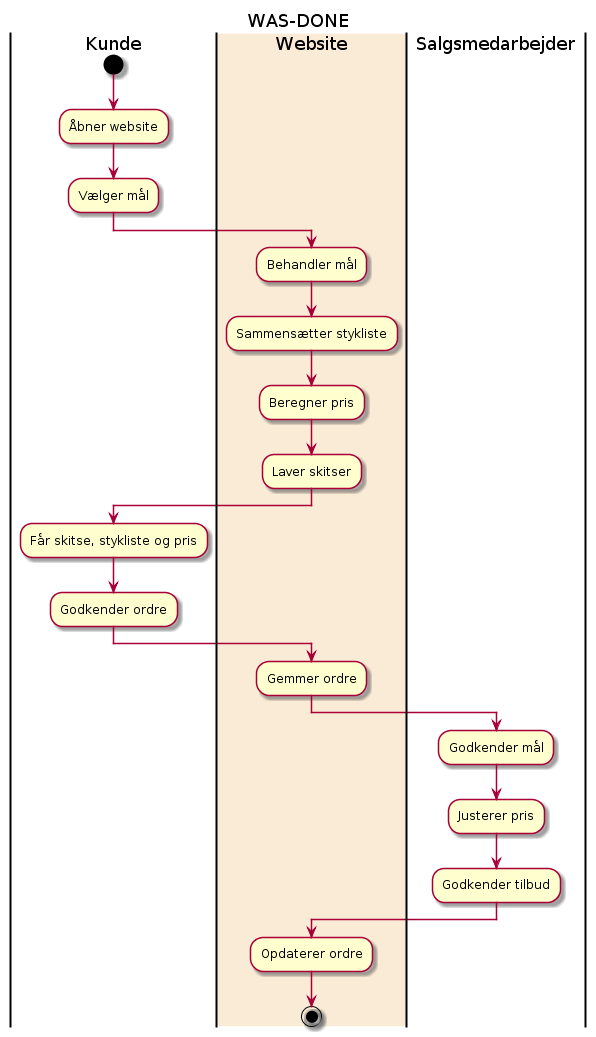 WAS-DONE
Kunde
Website
Salgsmedarbejder
Åbner website
Vælger mål
Behandler mål
Sammensætter stykliste
Beregner pris
Laver skitser
Får skitse, stykliste og pris
Godkender ordre
Gemmer ordre
Godkender mål
Justerer pris
Godkender tilbud
Opdaterer ordre